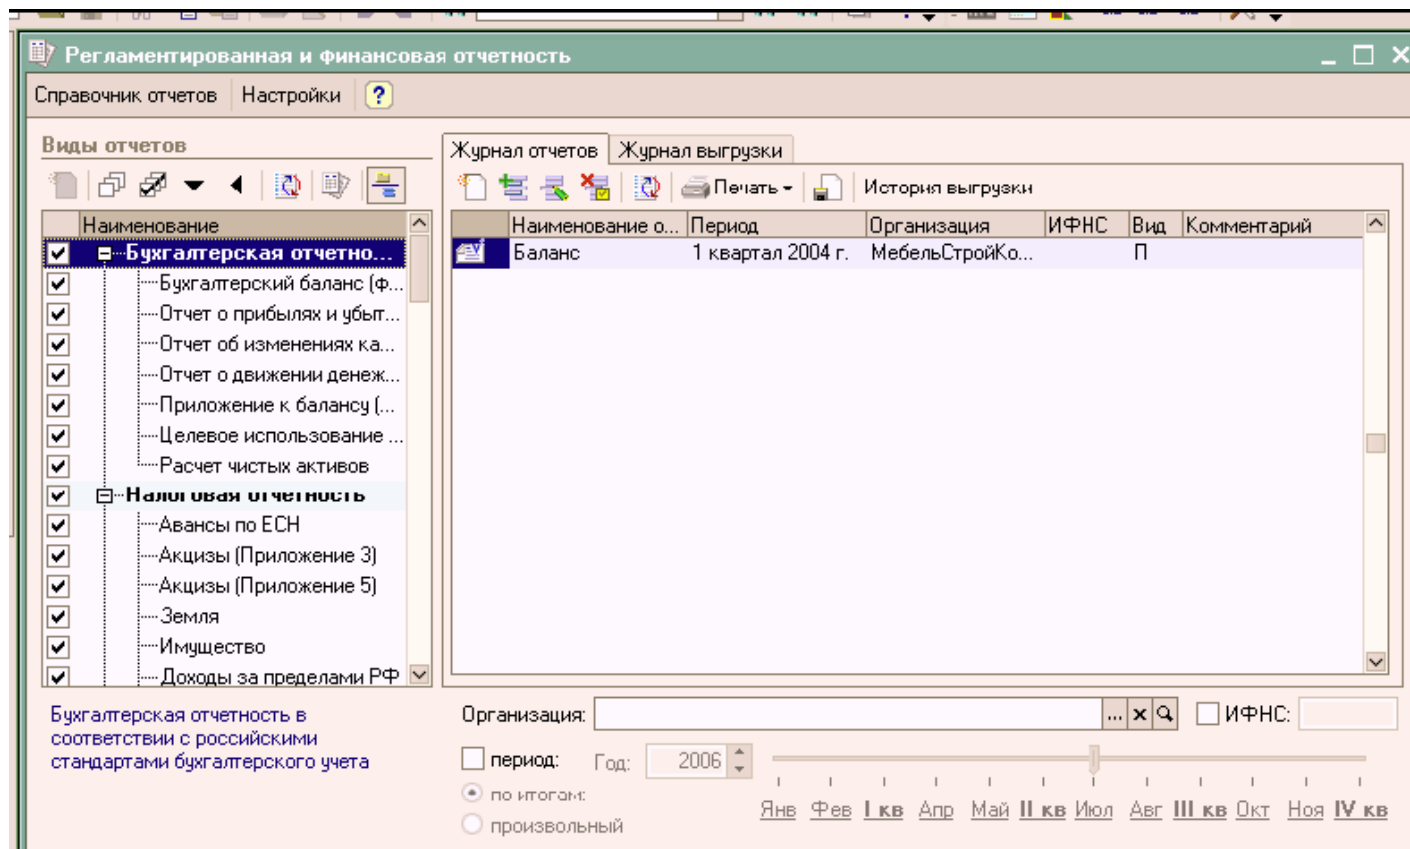 Регламентированная и финансовая отчетность
Справочник отчетов Настройки ?
Виды отчетов
Журнал отчетов Журнал выгрузки
Печать История выгрузки
Наименование
Бухгалтерская отчетно...
Бухгалтерский баланс (ф...
Отчет о прибылях и убыт...
Отчет об изменениях ка...
Отчет о движении денеж...
Приложение к балансу (...
Целевое использование ...
Расчет чистых активов
Налоговая отчетность
Авансы по ЕСН
Акцизы (Приложение 3)
Акцизы (Приложение 5)
Земля
Имущество
Доходы за пределами РФ
Наименование о... Период Организация ИФНС Вид Комментарий
Баланс 1 квартал 2004 г. МебельСтройКо... П
Бухгалтерская отчетность в
соответствии с российскими
стандартами бухгалтерского учета
Организация: ... x ИФНС:
период: Год: 2006
по итогам:
произвольный
Янв Фев I кв Апр Май II кв Июл Авг III кв Окт Ноя IV кв